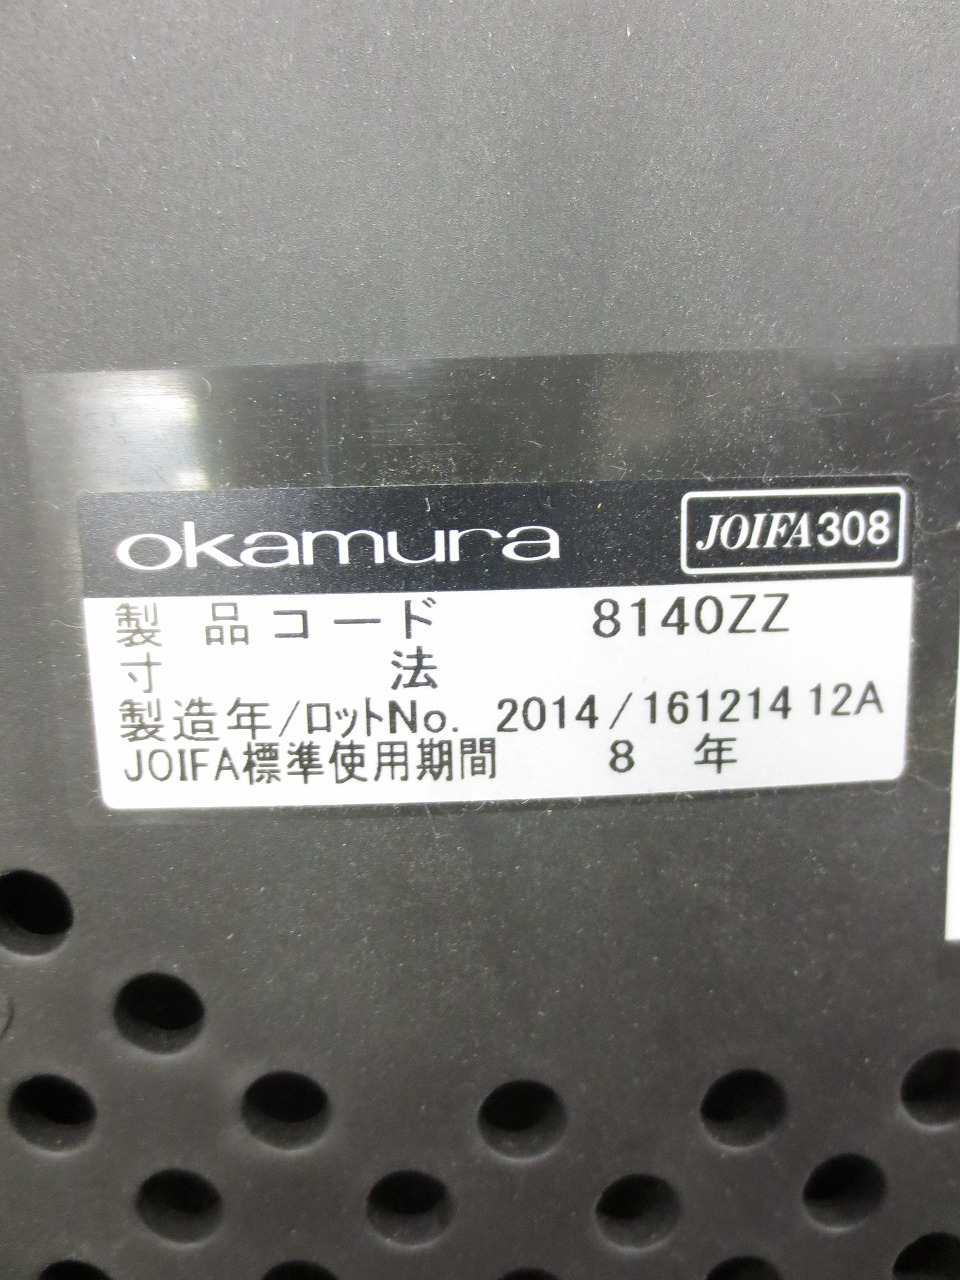 okamura JOIFA308
製品コード 8140ZZ
寸法
製造年/ロットNo. 2014/161214 12A
JOIFA標準使用期間 8年